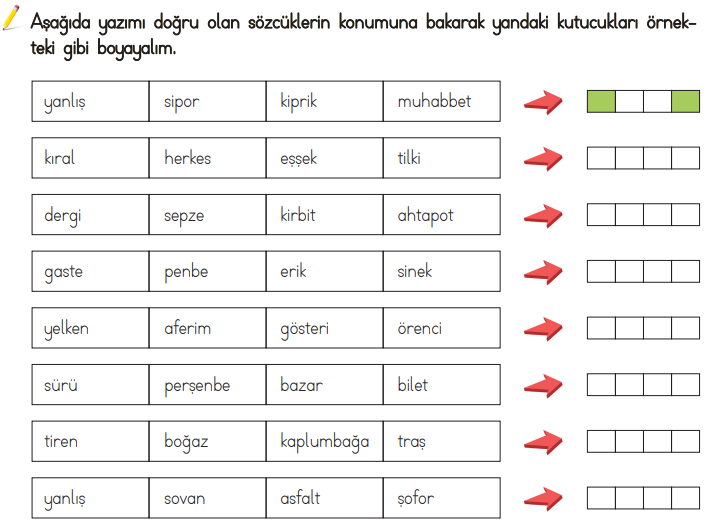 Aşağıda yazımı doğru olan sözcüklerin konumuna bakarak yandaki kutucukları örnek-
teki gibi boyayalım.
yanlış sipor kiprik muhabbet
kıral herkes eşşek tilki
dergi sepze kirbit ahtapot
gaste penbe erik sinek
yelken aferim gösteri örenci
sürü perşenbe bazar bilet
tiren boğaz kaplumbağa traş
yanlış sovan asfalt şofor